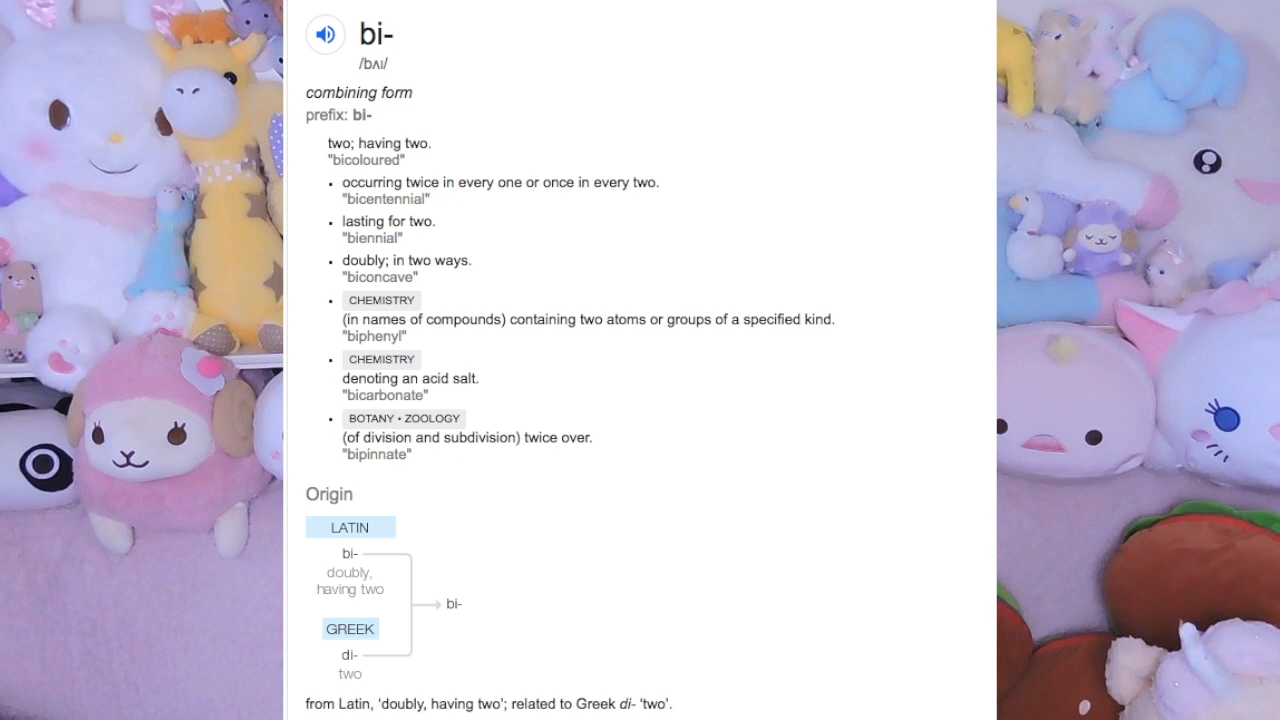 bi-
/bʌɪ/
combining form
prefix: bi-
two; having two.
"bicoloured"
• occurring twice in every one or once in every two.
"bicentennial"
• lasting for two.
"biennial"
• doubly; in two ways.
"biconcave"
• CHEMISTRY
(in names of compounds) containing two atoms or groups of a specified kind.
"biphenyl"
• CHEMISTRY
denoting an acid salt.
"bicarbonate"
• BOTANY • ZOOLOGY
(of division and subdivision) twice over.
"bipinnate"
Origin
LATIN
bi-
doubly,
having two
bi-
GREEK
di-
two
from Latin, ‘doubly, having two’; related to Greek di- ‘two’.